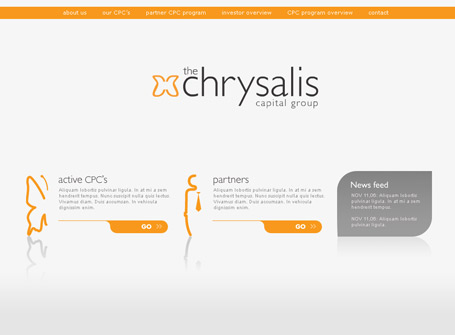 about us our CPC's partner CPC program investor overview CPC program overview contact
the
chrysalis
capital group
active CPC's
Aliquam lobortis pulvinar ligula. In at mi a sem
hendrerit tempus. Nunc suscipit nulla quis lectus.
Vivamus diam. Duis accumsan. In vehicula
dignissim enim.
GO
partners
Aliquam lobortis pulvinar ligula. In at mi a sem
hendrerit tempus. Nunc suscipit nulla quis lectus.
Vivamus diam. Duis accumsan. In vehicula
dignissim enim.
GO
News feed
NOV 11.06: Aliquam lobortis
pulvinar ligula. In at mi a sem
hendrerit tempus.
NOV 11.06: Aliquam lobortis
pulvinar ligula.